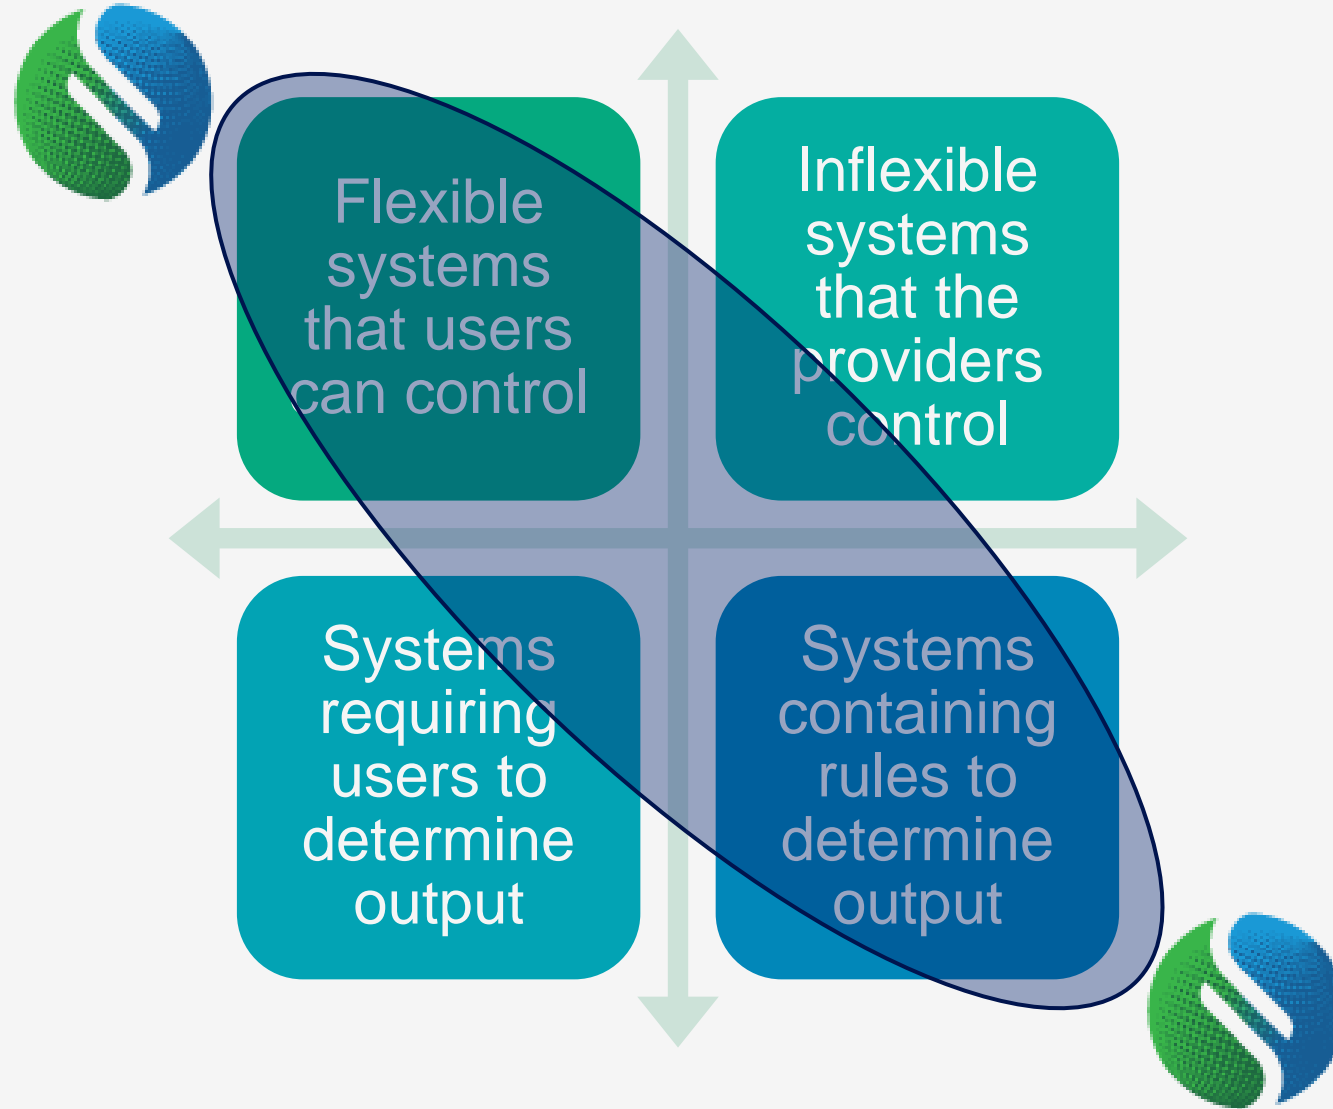 Flexible
systems
that users
can control
Inflexible
systems
that the
providers
control
Systems
requiring
users to
determine
output
Systems
containing
rules to
determine
output